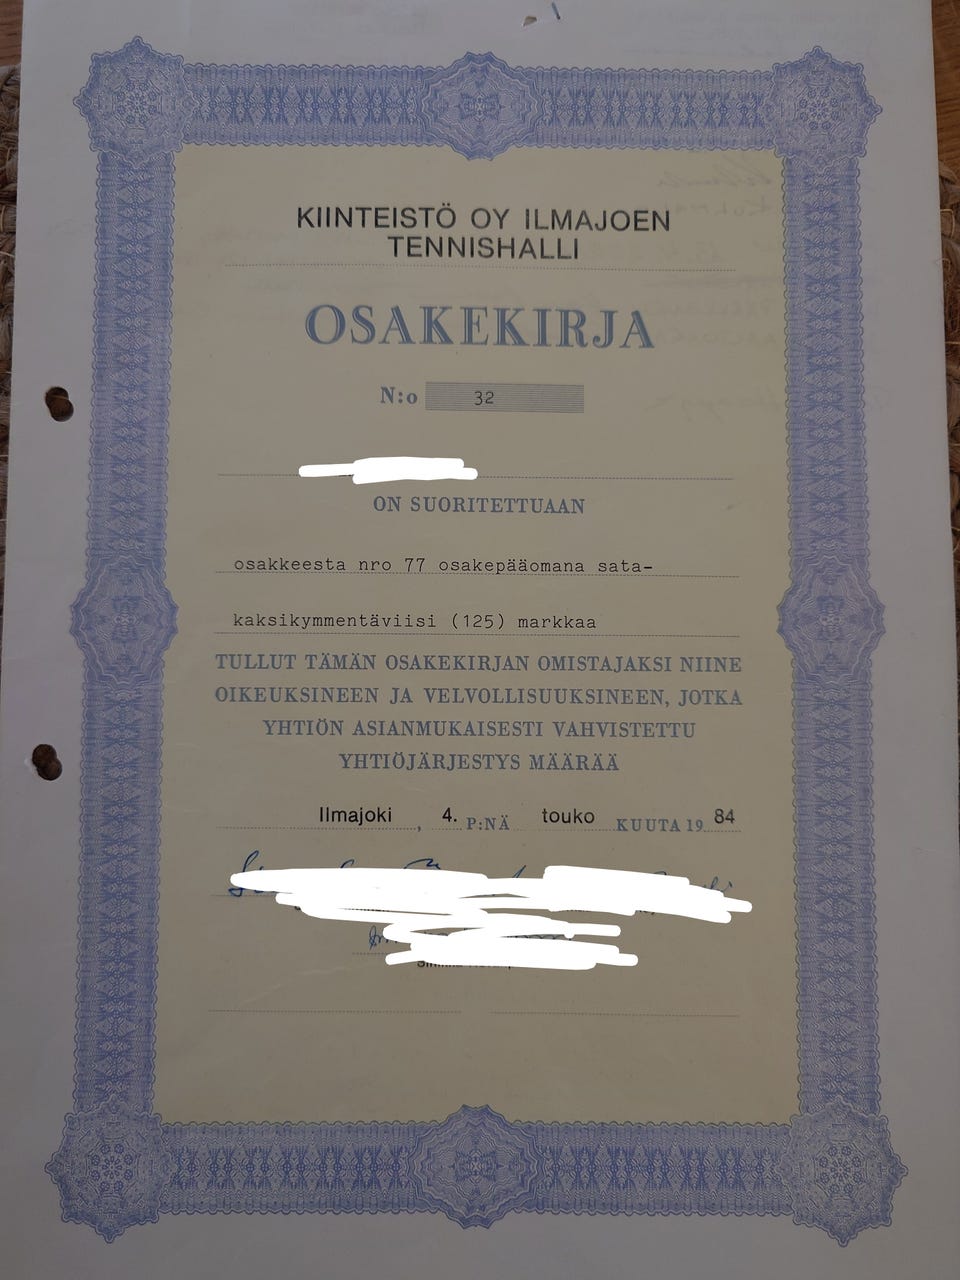 KIINTEISTÖ OY ILMAJOEN
TENNISHALLI
OSAKEKIRJA
N:o 32
ON SUORITETTUAAN
osakkeesta nro 77 osakepääomana sata-
kaksikymmentäviisi (125) markkaa
TULLUT TÄMÄN OSAKEKIRJAN OMISTAJAKSI NIINE
OIKEUKSINEEN JA VELVOLLISUUKSINEEN, JOTKA
YHTIÖN ASIANMUKAISESTI VAHVISTETTU
YHTIÖJÄRJESTYS MÄÄRÄÄ
Ilmajoki, 4. P:NÄ touko KUUTA 19 84